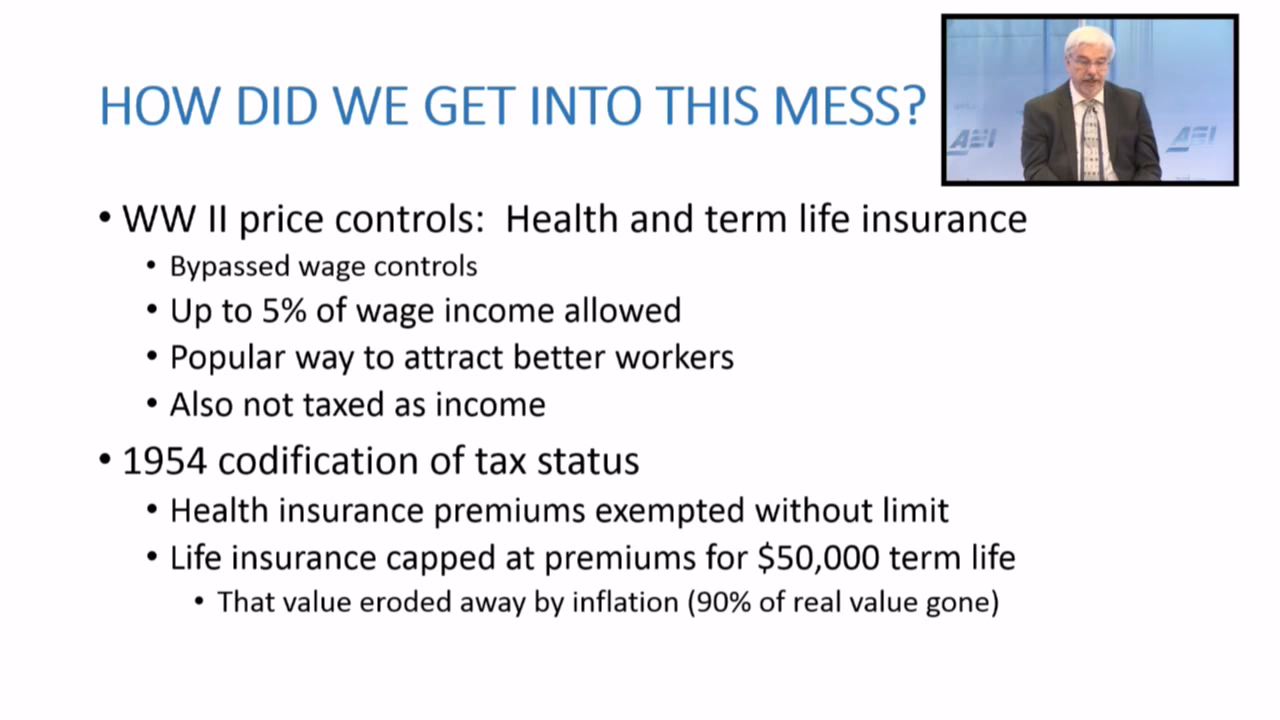 HOW DID WE GET INTO THIS MESS?
AEI
AEI
• WW II price controls:  Health and term life insurance
• Bypassed wage controls
• Up to 5% of wage income allowed
• Popular way to attract better workers
• Also not taxed as income
• 1954 codification of tax status
• Health insurance premiums exempted without limit
• Life insurance capped at premiums for $50,000 term life
• That value eroded away by inflation (90% of real value gone)